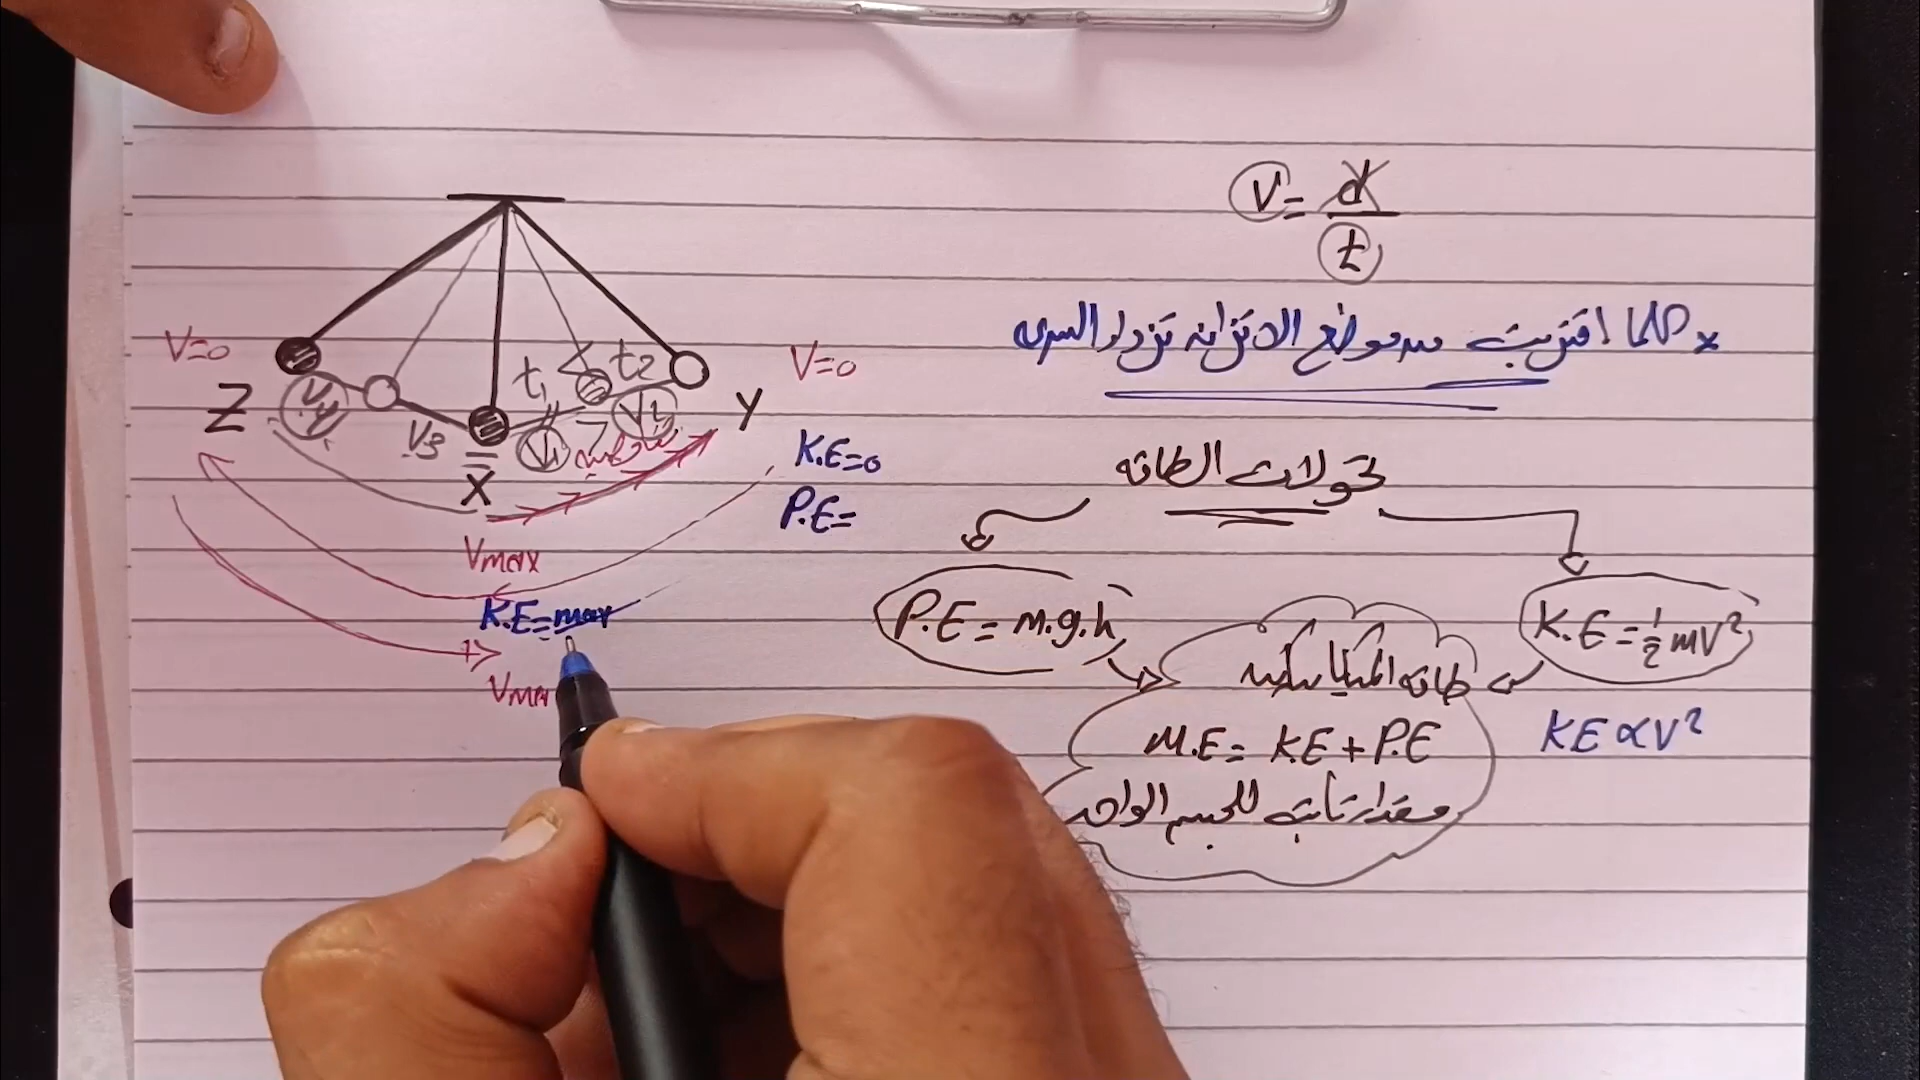 V = d / t
× كلما اقتربت من موضع الاتزان تزداد السرعة
V=0
t1
t2
V=0
Z
V4
V3
V1
V2
Y
X
K.E=0
P.E=
تحولات الطاقة
Vmax
K.E=max
P.E = m.g.h
K.E = 1/2 mV²
طاقة الميكانيكية
M.E = KE + P.E
KE ∝ V²
مقدار ثابت للجسم الواحد